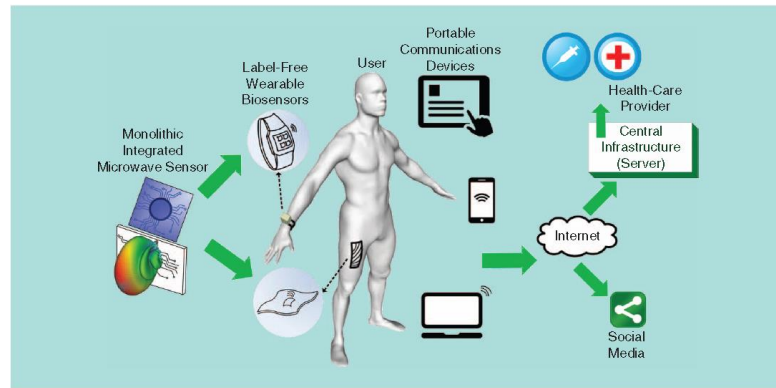 Monolithic
Integrated
Microwave Sensor
Label-Free
Wearable
Biosensors
User
Portable
Communications
Devices
Health-Care
Provider
Central
Infrastructure
(Server)
Internet
Social
Media